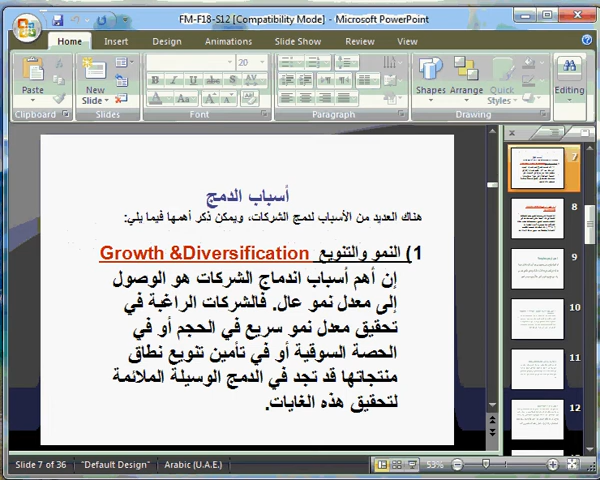 FM-F18-S12 [Compatibility Mode] - Microsoft PowerPoint
Home Insert Design Animations Slide Show Review View
Paste
New Slide
20
Shapes Arrange Quick Styles
Editing
Clipboard Slides Font Paragraph Drawing
أسباب الدمج
هناك العديد من الأسباب لدمج الشركات، ويمكن ذكر أهمها فيما يلي:
1) النمو والتنويع Growth &Diversification
إن أهم أسباب اندماج الشركات هو الوصول
إلى معدل نمو عال. فالشركات الراغبة في
تحقيق معدل نمو سريع في الحجم أو في
الحصة السوقية أو في تأمين تنويع نطاق
منتجاتها قد تجد في الدمج الوسيلة الملائمة
لتحقيق هذه الغايات.
7
8
9
10
11
12
Slide 7 of 36 "Default Design" Arabic (U.A.E.) 53%